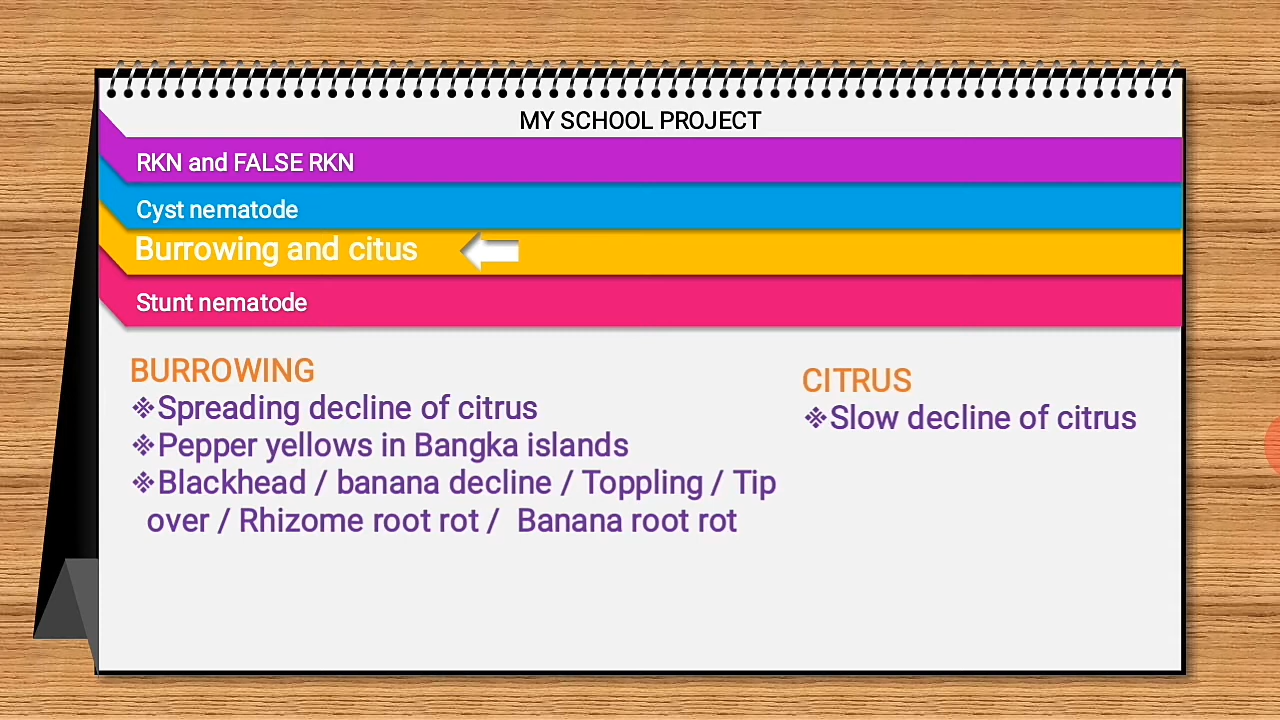 MY SCHOOL PROJECT
RKN and FALSE RKN
Cyst nematode
Burrowing and citus
Stunt nematode
BURROWING
※Spreading decline of citrus
※Pepper yellows in Bangka islands
※Blackhead / banana decline / Toppling / Tip
over / Rhizome root rot / Banana root rot
CITRUS
※Slow decline of citrus